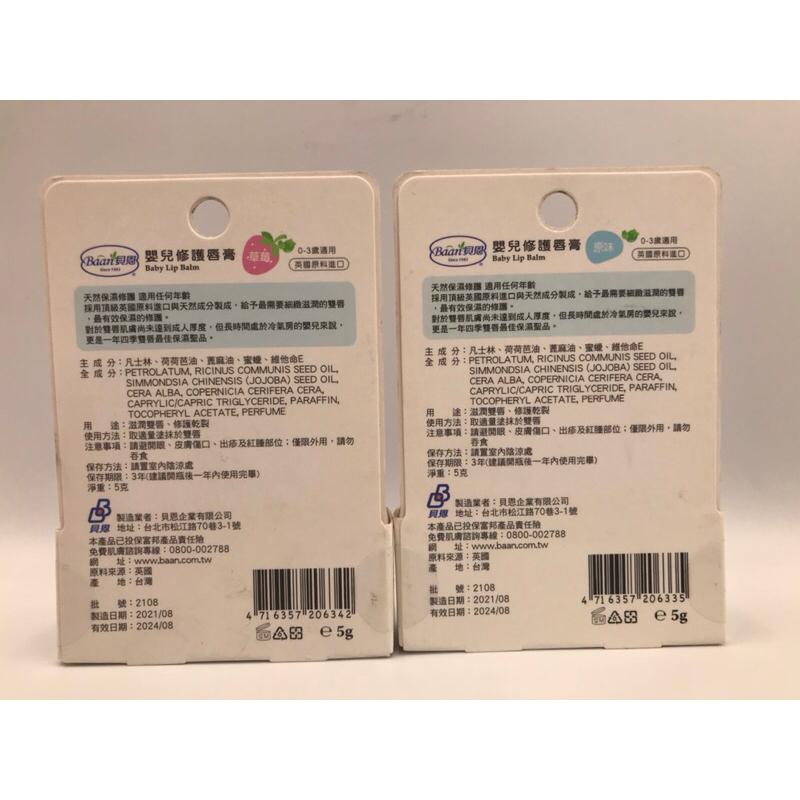 Baan貝恩
Since 1982
嬰兒修護唇膏
Baby Lip Balm
草莓
0-3歲適用
英國原料進口
天然保濕修護 適用任何年齡
採用頂級英國原料進口與天然成分製成，給予最需要細緻滋潤的雙唇
，最有效保濕的修護。
對於雙唇肌膚尚未達到成人厚度，但長時間處於冷氣房的嬰兒來說，
更是一年四季雙唇最佳保濕聖品。
主 成 分：凡士林、荷荷芭油、蓖麻油、蜜蠟、維他命E
全 成 分：PETROLATUM, RICINUS COMMUNIS SEED OIL,
SIMMONDSIA CHINENSIS (JOJOBA) SEED OIL,
CERA ALBA, COPERNICIA CERIFERA CERA,
CAPRYLIC/CAPRIC TRIGLYCERIDE, PARAFFIN,
TOCOPHERYL ACETATE, PERFUME
用 途：滋潤雙唇、修護乾裂
使用方法：取適量塗抹於雙唇
注意事項：請避開眼、皮膚傷口、出疹及紅腫部位；僅限外用，請勿
吞食
保存方法：請置室內陰涼處
保存期限：3年(建議開瓶後一年內使用完畢)
淨重：5克
貝恩
製造業者：貝恩企業有限公司
地址：台北市松江路70巷3-1號
本產品已投保富邦產品責任險
免費肌膚諮詢專線：0800-002788
網 址：www.baan.com.tw
原料來源：英國
產 地：台灣
批 號：2108
製造日期：2021/08
有效日期：2024/08
4 716357 206342
e 5g
Baan貝恩
Since 1982
嬰兒修護唇膏
Baby Lip Balm
原味
0-3歲適用
英國原料進口
天然保濕修護 適用任何年齡
採用頂級英國原料進口與天然成分製成，給予最需要細緻滋潤的雙唇
，最有效保濕的修護。
對於雙唇肌膚尚未達到成人厚度，但長時間處於冷氣房的嬰兒來說，
更是一年四季雙唇最佳保濕聖品。
主 成 分：凡士林、荷荷芭油、蓖麻油、蜜蠟、維他命E
全 成 分：PETROLATUM, RICINUS COMMUNIS SEED OIL,
SIMMONDSIA CHINENSIS (JOJOBA) SEED OIL,
CERA ALBA, COPERNICIA CERIFERA CERA,
CAPRYLIC/CAPRIC TRIGLYCERIDE, PARAFFIN,
TOCOPHERYL ACETATE, PERFUME
用 途：滋潤雙唇、修護乾裂
使用方法：取適量塗抹於雙唇
注意事項：請避開眼、皮膚傷口、出疹及紅腫部位；僅限外用，請勿
吞食
保存方法：請置室內陰涼處
保存期限：3年(建議開瓶後一年內使用完畢)
淨重：5克
貝恩
製造業者：貝恩企業有限公司
地址：台北市松江路70巷3-1號
本產品已投保富邦產品責任險
免費肌膚諮詢專線：0800-002788
網 址：www.baan.com.tw
原料來源：英國
產 地：台灣
批 號：2108
製造日期：2021/08
有效日期：2024/08
4 716357 206335
e 5g